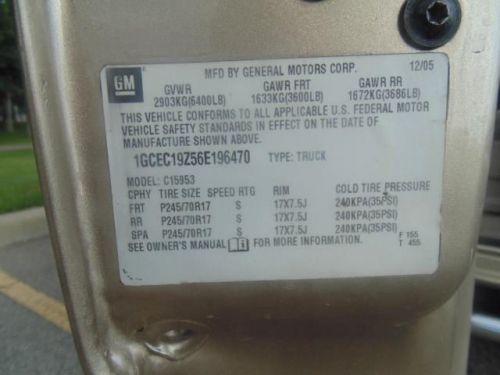 MFD BY GENERAL MOTORS CORP. 12/05
GM GVWR GAWR FRT GAWR RR
2903KG(6400LB) 1633KG(3600LB) 1672KG(3686LB)
THIS VEHICLE CONFORMS TO ALL APPLICABLE U.S. FEDERAL MOTOR
VEHICLE SAFETY STANDARDS IN EFFECT ON THE DATE OF
MANUFACTURE SHOWN ABOVE.
1GCEC19Z56E196470 TYPE: TRUCK
MODEL: C15953
CPHY TIRE SIZE SPEED RTG RIM COLD TIRE PRESSURE
FRT P245/70R17 S 17X7.5J 240KPA(35PSI)
RR P245/70R17 S 17X7.5J 240KPA(35PSI)
SPA P245/70R17 S 17X7.5J 240KPA(35PSI)
SEE OWNER'S MANUAL FOR MORE INFORMATION. F 155
T 455